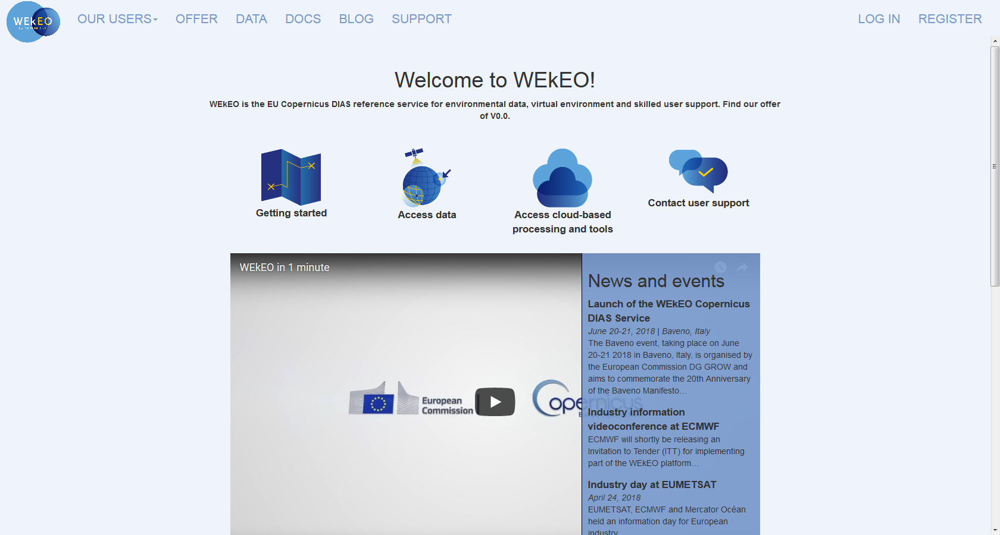 WEkEO
OUR USERS
OFFER
DATA
DOCS
BLOG
SUPPORT
LOG IN
REGISTER
Welcome to WEkEO!
WEkEO is the EU Copernicus DIAS reference service for environmental data, virtual environment and skilled user support. Find our offer
of V0.0.
Getting started
Access data
Access cloud-based
processing and tools
Contact user support
WEkEO in 1 minute
European
Commission
Copernicus
News and events
Launch of the WEkEO Copernicus
DIAS Service
June 20-21, 2018 | Baveno, Italy
The Baveno event, taking place on June
20-21 2018 in Baveno, Italy, is organised by
the European Commission DG GROW and
aims to commemorate the 20th Anniversary
of the Baveno Manifesto...
Industry information
videoconference at ECMWF
ECMWF will shortly be releasing an
Invitation to Tender (ITT) for implementing
part of the WEkEO platform...
Industry day at EUMETSAT
April 24, 2018
EUMETSAT, ECMWF and Mercator Océan
held an information day for European
industry